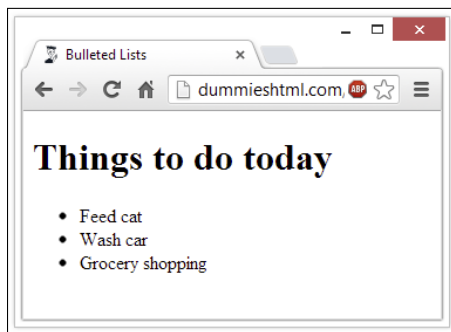 Bulleted Lists
dummieshtml.com/
ABP
Things to do today
Feed cat
Wash car
Grocery shopping